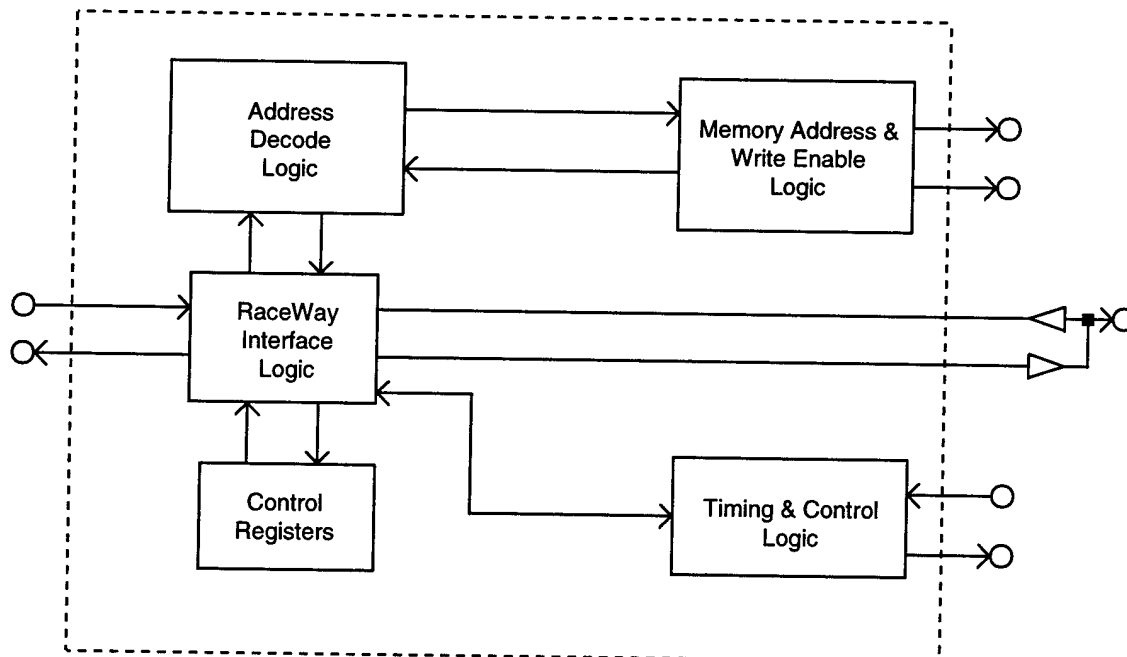 Address
Decode
Logic
Memory Address &
Write Enable
Logic
RaceWay
Interface
Logic
Control
Registers
Timing & Control
Logic